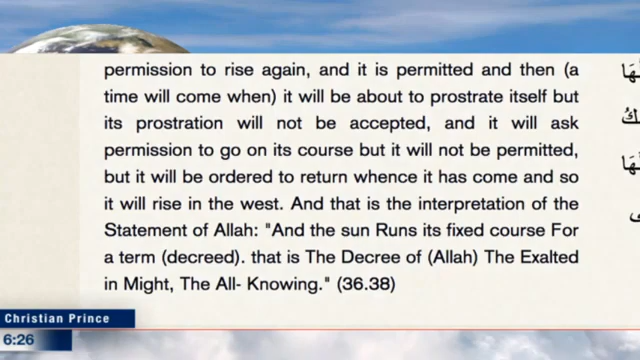 permission to rise again, and it is permitted and then (a
time will come when) it will be about to prostrate itself but
its prostration will not be accepted, and it will ask
permission to go on its course but it will not be permitted,
but it will be ordered to return whence it has come and so
it will rise in the west. And that is the interpretation of the
Statement of Allah: "And the sun Runs its fixed course For
a term (decreed). that is The Decree of (Allah) The Exalted
in Might, The All- Knowing." (36.38)
Christian Prince
6:26